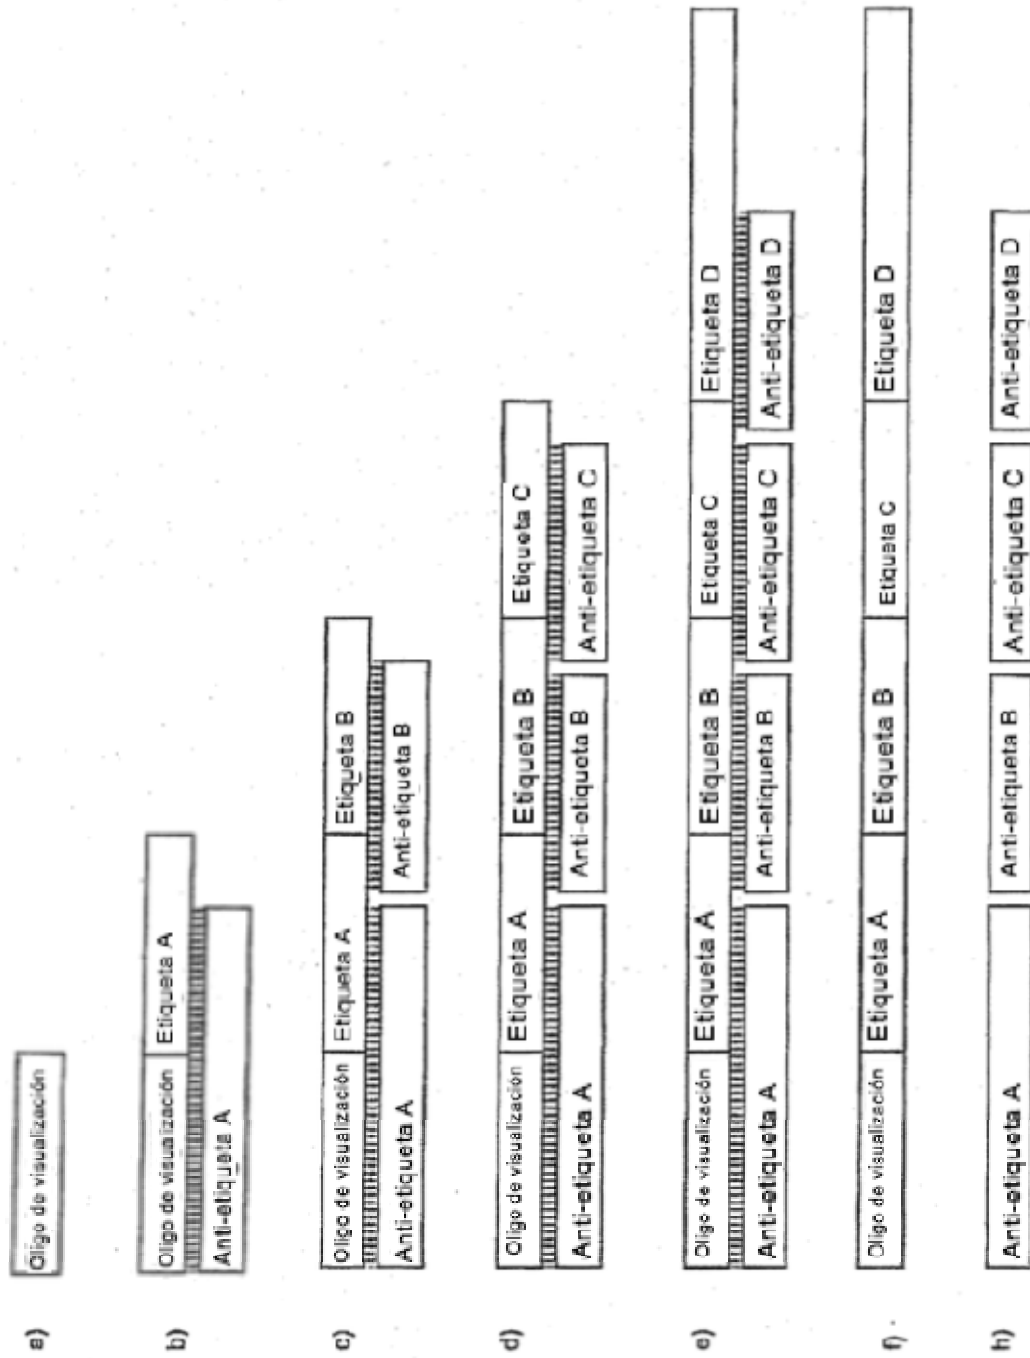 a)
Oligo de visualización
b)
Oligo de visualización Etiqueta A
Anti-etiqueta A
c)
Oligo de visualización Etiqueta A Etiqueta B
Anti-etiqueta A Anti-etiqueta B
d)
Oligo de visualización Etiqueta A Etiqueta B Etiqueta C
Anti-etiqueta A Anti-etiqueta B Anti-etiqueta C
e)
Oligo de visualización Etiqueta A Etiqueta B Etiqueta C Etiqueta D
Anti-etiqueta A Anti-etiqueta B Anti-etiqueta C Anti-etiqueta D
f)
Oligo de visualización Etiqueta A Etiqueta B Etiqueta C Etiqueta D
h)
Anti-etiqueta A Anti-etiqueta B Anti-etiqueta C Anti-etiqueta D